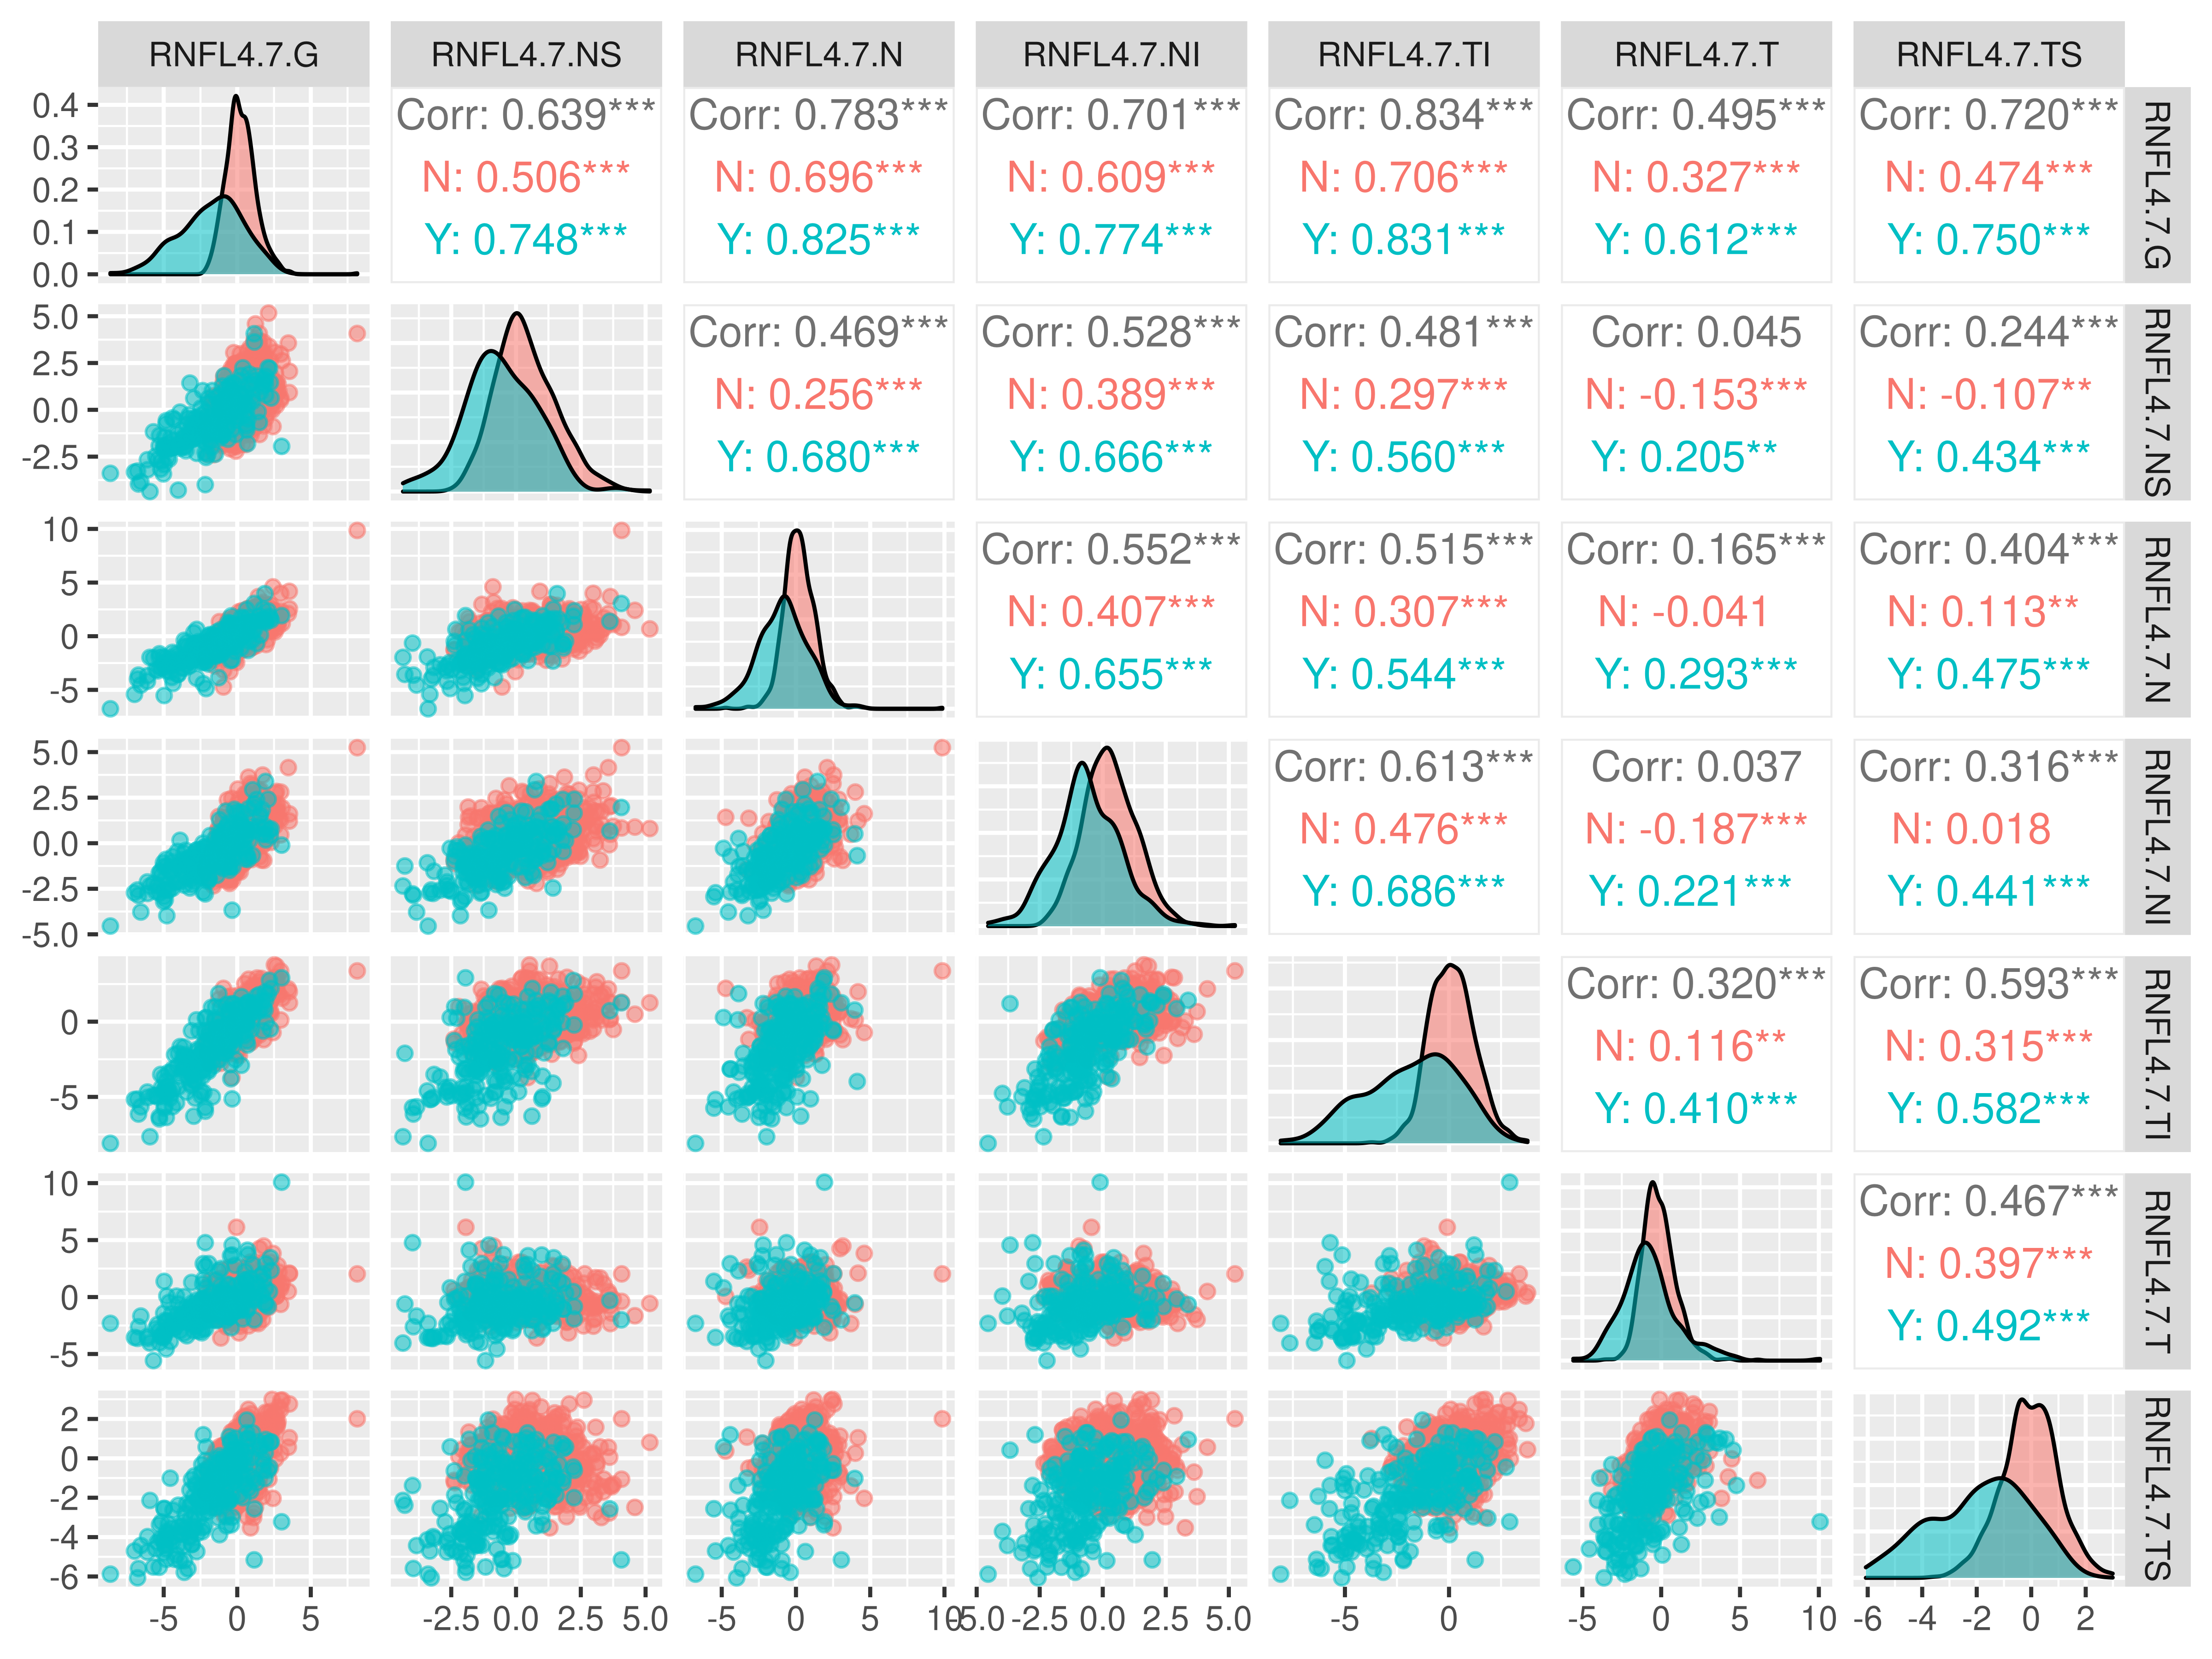 RNFL4.7.G RNFL4.7.NS RNFL4.7.N RNFL4.7.NI RNFL4.7.TI RNFL4.7.T RNFL4.7.TS
0.4
0.3
0.2
0.1
0.0
Corr: 0.639*** Corr: 0.783*** Corr: 0.701*** Corr: 0.834*** Corr: 0.495*** Corr: 0.720***
N: 0.506*** N: 0.696*** N: 0.609*** N: 0.706*** N: 0.327*** N: 0.474***
Y: 0.748*** Y: 0.825*** Y: 0.774*** Y: 0.831*** Y: 0.612*** Y: 0.750***
RNFL4.7.G
5.0
2.5
0.0
-2.5
Corr: 0.469*** Corr: 0.528*** Corr: 0.481*** Corr: 0.045 Corr: 0.244***
N: 0.256*** N: 0.389*** N: 0.297*** N: -0.153*** N: -0.107**
Y: 0.680*** Y: 0.666*** Y: 0.560*** Y: 0.205** Y: 0.434***
RNFL4.7.NS
10
5
0
-5
Corr: 0.552*** Corr: 0.515*** Corr: 0.165*** Corr: 0.404***
N: 0.407*** N: 0.307*** N: -0.041 N: 0.113**
Y: 0.655*** Y: 0.544*** Y: 0.293*** Y: 0.475***
RNFL4.7.N
5.0
2.5
0.0
-2.5
-5.0
Corr: 0.613*** Corr: 0.037 Corr: 0.316***
N: 0.476*** N: -0.187*** N: 0.018
Y: 0.686*** Y: 0.221*** Y: 0.441***
RNFL4.7.NI
0
-5
Corr: 0.320*** Corr: 0.593***
N: 0.116** N: 0.315***
Y: 0.410*** Y: 0.582***
RNFL4.7.TI
10
5
0
-5
Corr: 0.467***
N: 0.397***
Y: 0.492***
RNFL4.7.T
2
0
-2
-4
-6
RNFL4.7.TS
-5 0 5 -2.5 0.0 2.5 5.0 -5 0 5 10 -5.0 -2.5 0.0 2.5 5.0 -5 0 -5 0 5 10 -6 -4 -2 0 2